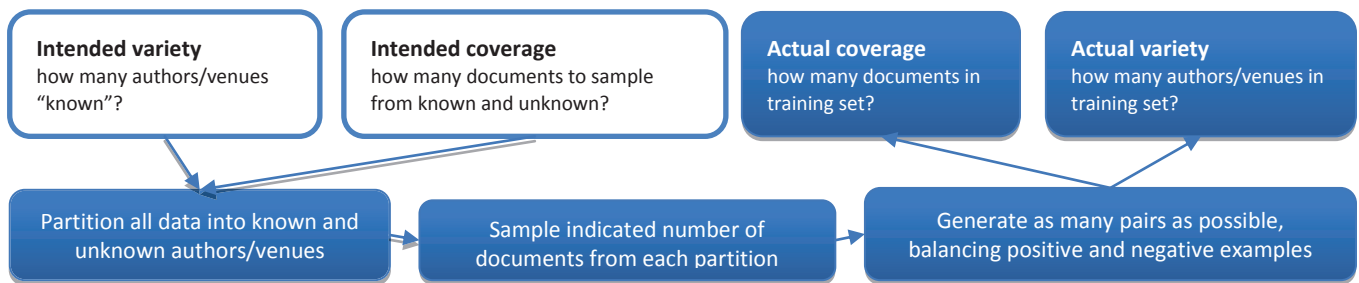 Intended variety
how many authors/venues
“known”?
Intended coverage
how many documents to sample
from known and unknown?
Actual coverage
how many documents in
training set?
Actual variety
how many authors/venues in
training set?
Partition all data into known and
unknown authors/venues
Sample indicated number of
documents from each partition
Generate as many pairs as possible,
balancing positive and negative examples